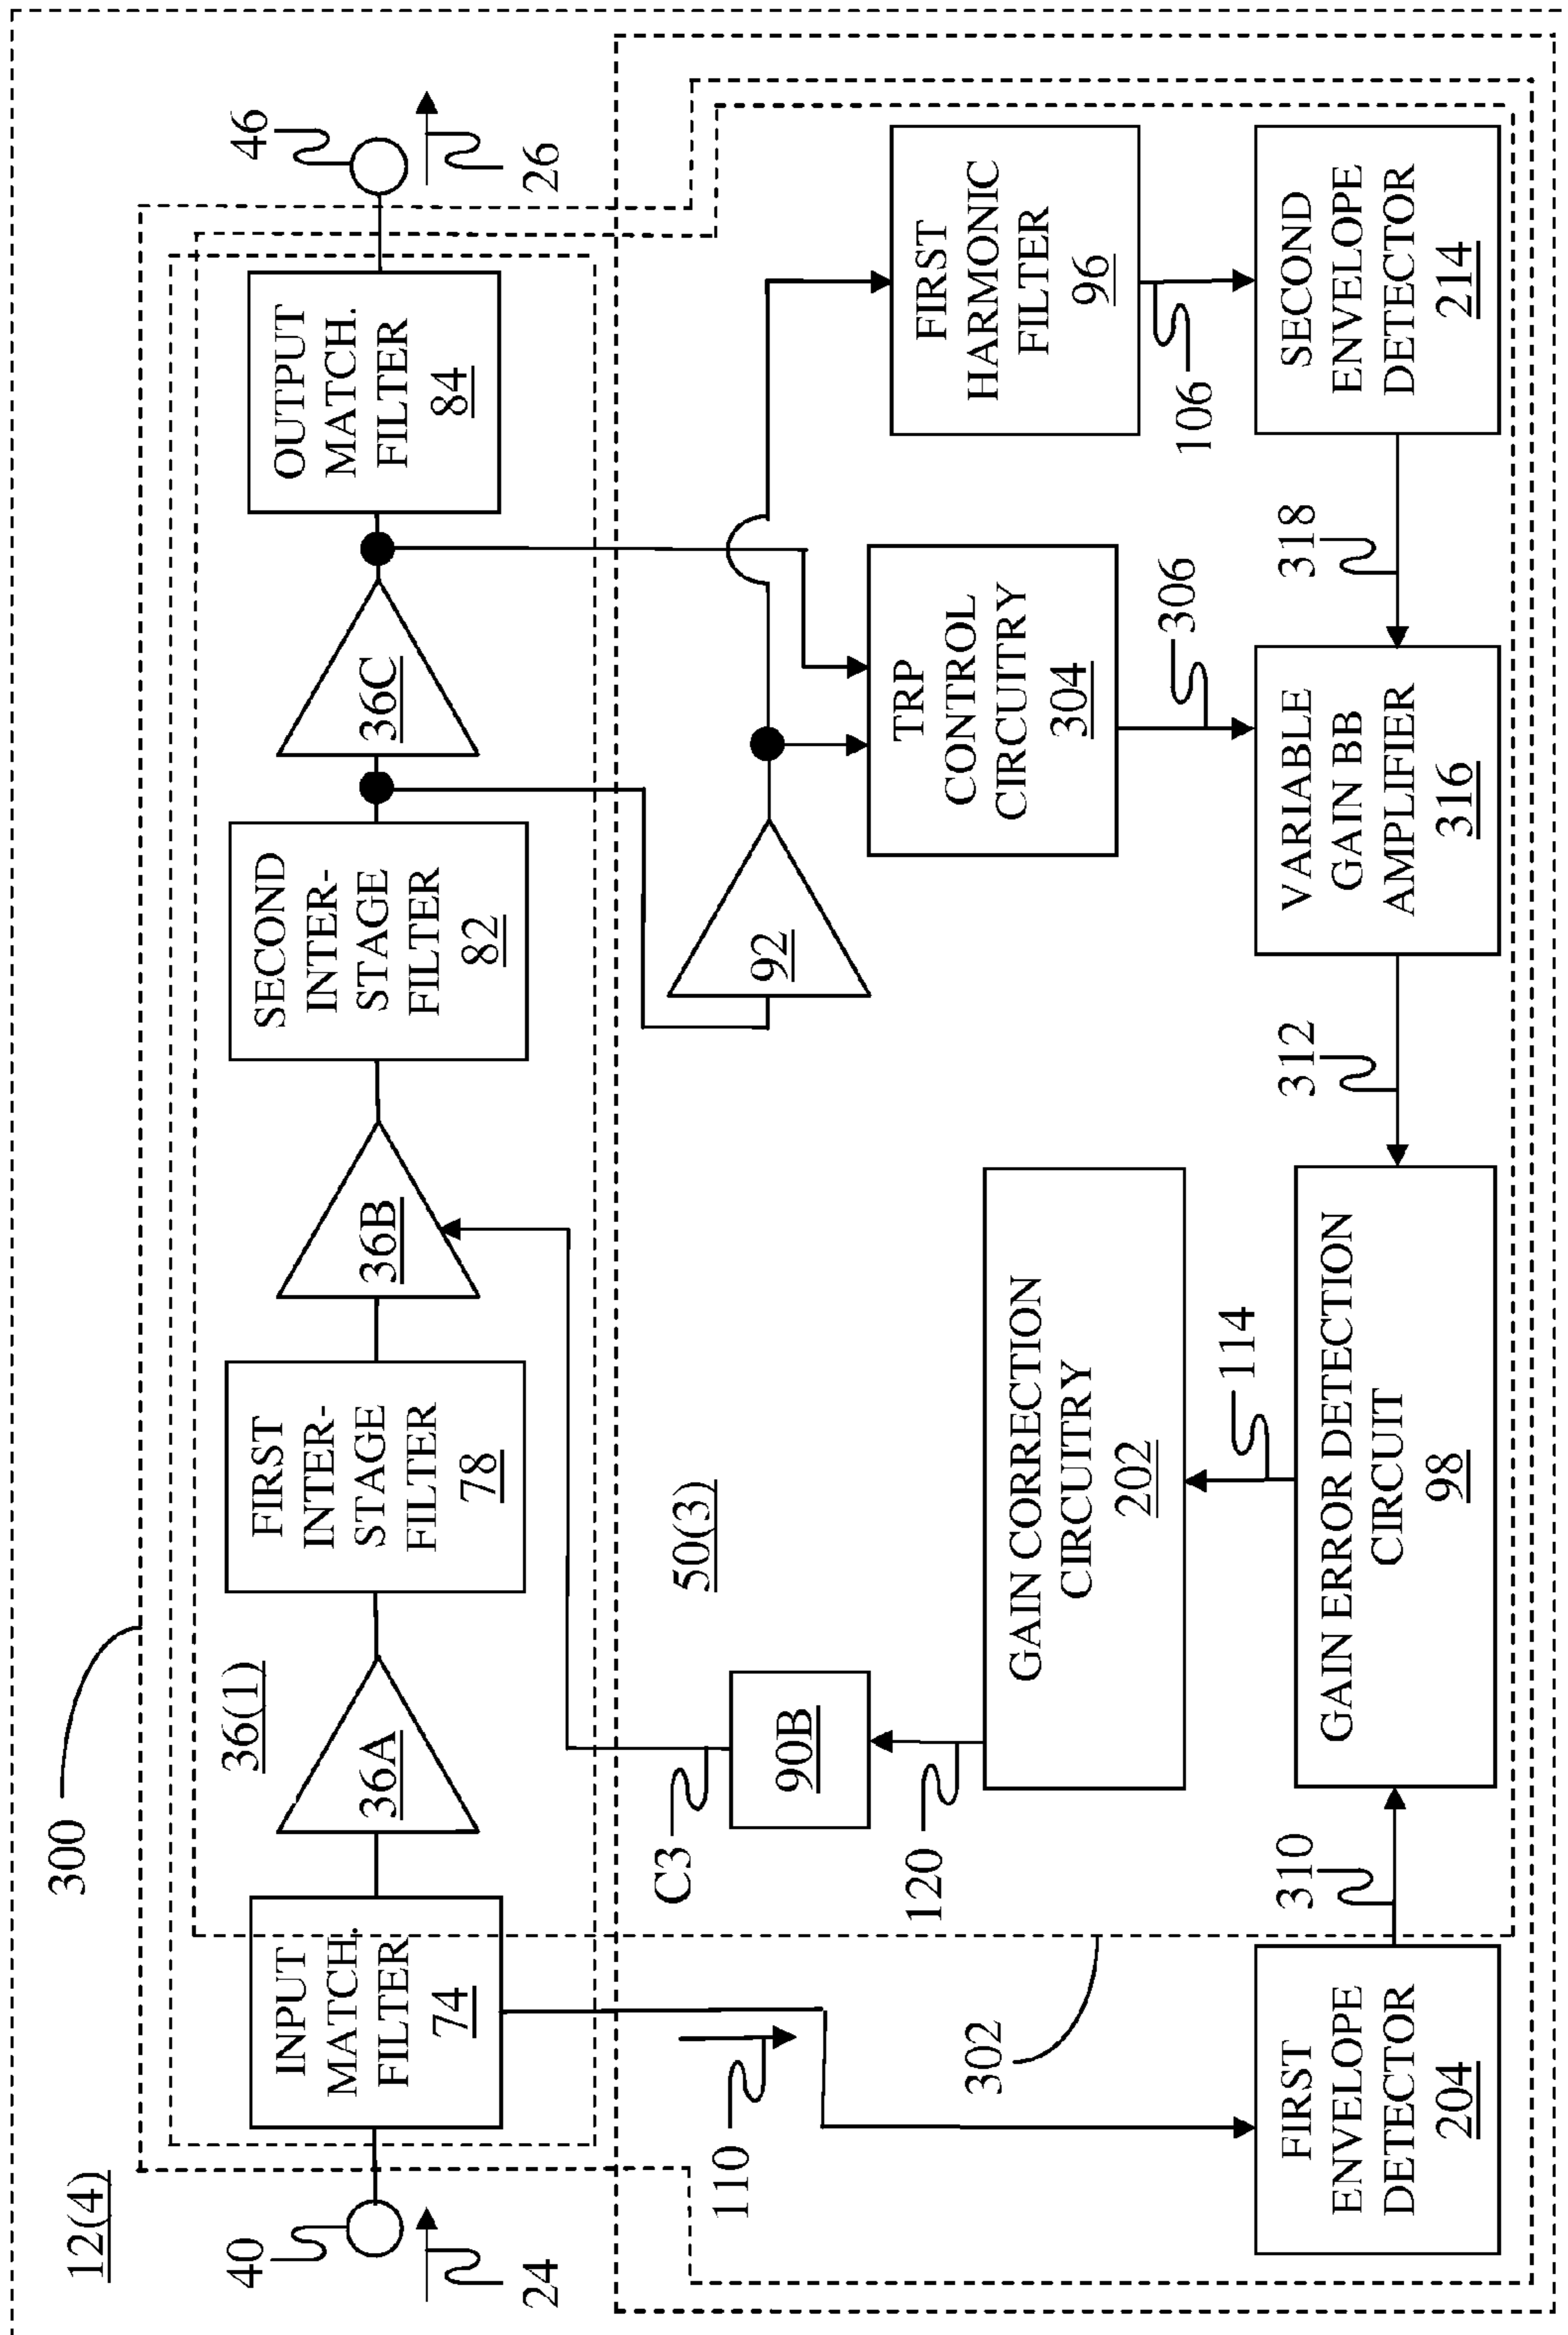 12(4)
300
40
24
INPUT
MATCH.
FILTER
74
36(1)
36A
FIRST
INTER-
STAGE
FILTER
78
36B
SECOND
INTER-
STAGE
FILTER
82
36C
OUTPUT
MATCH.
FILTER
84
46
26
110
C3
90B
50(3)
120
92
302
GAIN CORRECTION
CIRCUITRY
202
114
TRP
CONTROL
CIRCUITRY
304
306
FIRST
HARMONIC
FILTER
96
106
FIRST
ENVELOPE
DETECTOR
204
310
GAIN ERROR DETECTION
CIRCUIT
98
312
VARIABLE
GAIN BB
AMPLIFIER
316
318
SECOND
ENVELOPE
DETECTOR
214